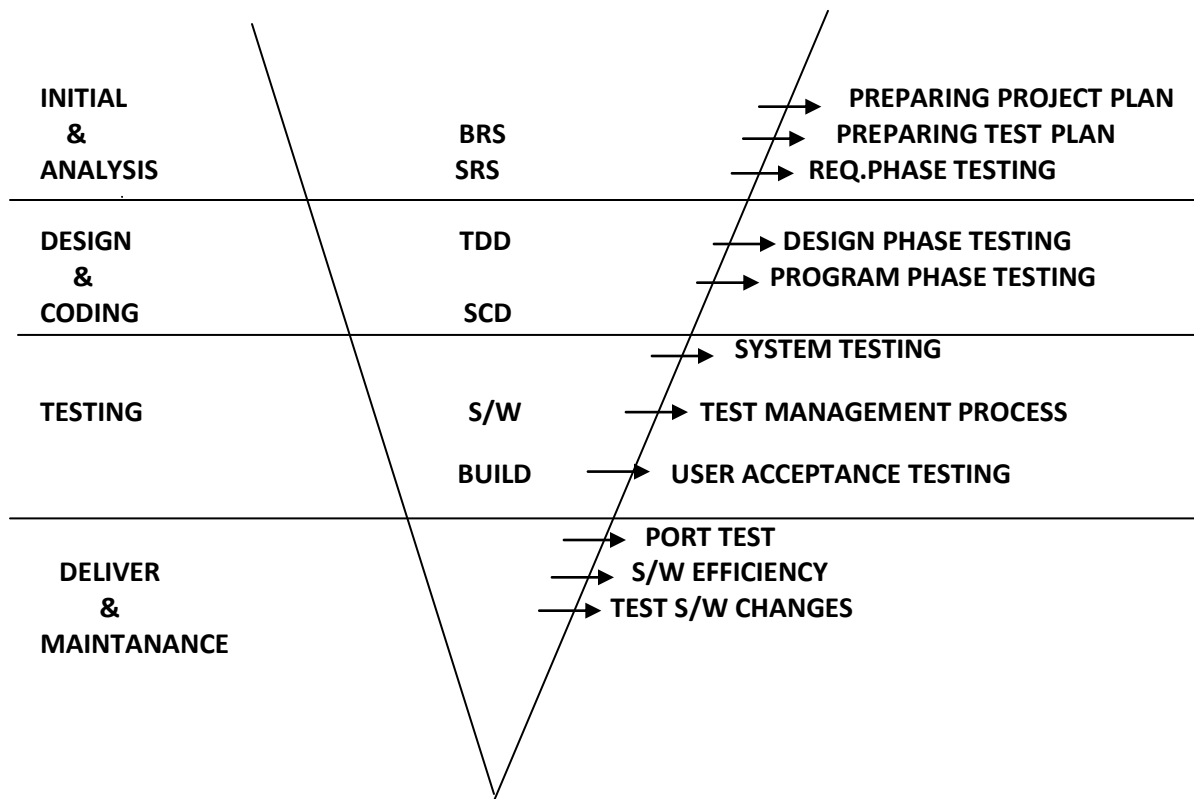 INITIAL
&
ANALYSIS
BRS
SRS
PREPARING PROJECT PLAN
PREPARING TEST PLAN
REQ.PHASE TESTING
DESIGN
&
CODING
TDD
SCD
DESIGN PHASE TESTING
PROGRAM PHASE TESTING
TESTING
S/W
BUILD
SYSTEM TESTING
TEST MANAGEMENT PROCESS
USER ACCEPTANCE TESTING
DELIVER
&
MAINTANANCE
PORT TEST
S/W EFFICIENCY
TEST S/W CHANGES